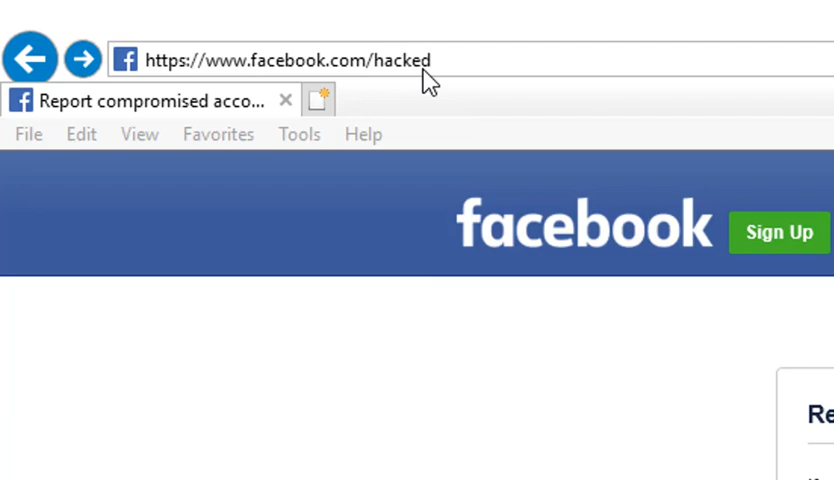 https://www.facebook.com/hacked
Report compromised acco...
File Edit View Favorites Tools Help
facebook
Sign Up
Re